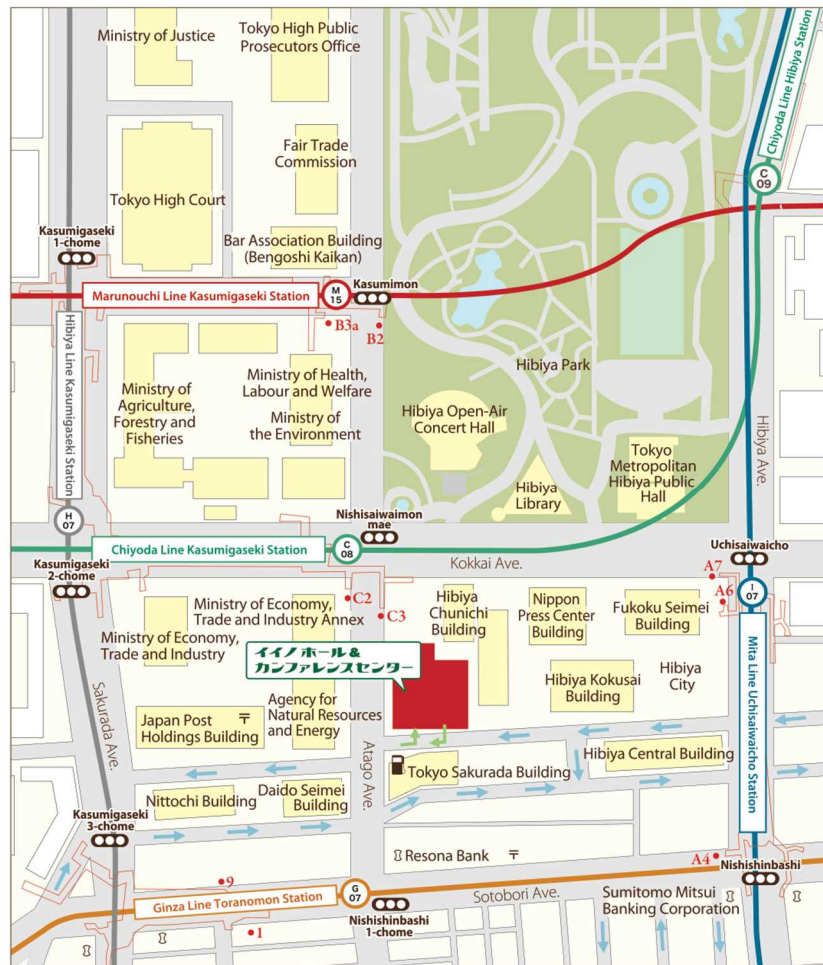 Ministry of Justice
Tokyo High Public
Prosecutors Office
Chiyoda Line Hibiya Station
C
09
Fair Trade
Commission
Tokyo High Court
Kasumigaseki
1-chome
Bar Association Building
(Bengoshi Kaikan)
Marunouchi Line Kasumigaseki Station
M
15
Kasumimon
B3a
B2
Hibiya Line Kasumigaseki Station
Ministry of
Agriculture,
Forestry and
Fisheries
Ministry of Health,
Labour and Welfare
Ministry of
the Environment
Hibiya Park
Hibiya Open-Air
Concert Hall
Hibiya Ave.
Tokyo
Metropolitan
Hibiya Public
Hall
Hibiya
Library
H
07
Nishisaiwaimon
mae
Chiyoda Line Kasumigaseki Station
C
08
Kokkai Ave.
Uchisaiwaicho
Kasumigaseki
2-chome
A7
I
07
A6
C2
C3
Ministry of Economy,
Trade and Industry Annex
Ministry of Economy,
Trade and Industry
Hibiya
Chunichi
Building
Nippon
Press Center
Building
Fukoku Seimei
Building
イイノホール&
カンファレンスセンター
Hibiya Kokusai
Building
Hibiya
City
Mita Line Uchisaiwaicho Station
Sakurada Ave.
Japan Post
Holdings Building
〒
Agency for
Natural Resources
and Energy
Atago Ave.
Hibiya Central Building
Tokyo Sakurada Building
Nittochi Building
Daido Seimei
Building
Kasumigaseki
3-chome
Resona Bank
〒
A4
Nishishinbashi
9
Ginza Line Toranomon Station
G
07
Sotobori Ave.
Nishishinbashi
1-chome
Sumitomo Mitsui
Banking Corporation
1